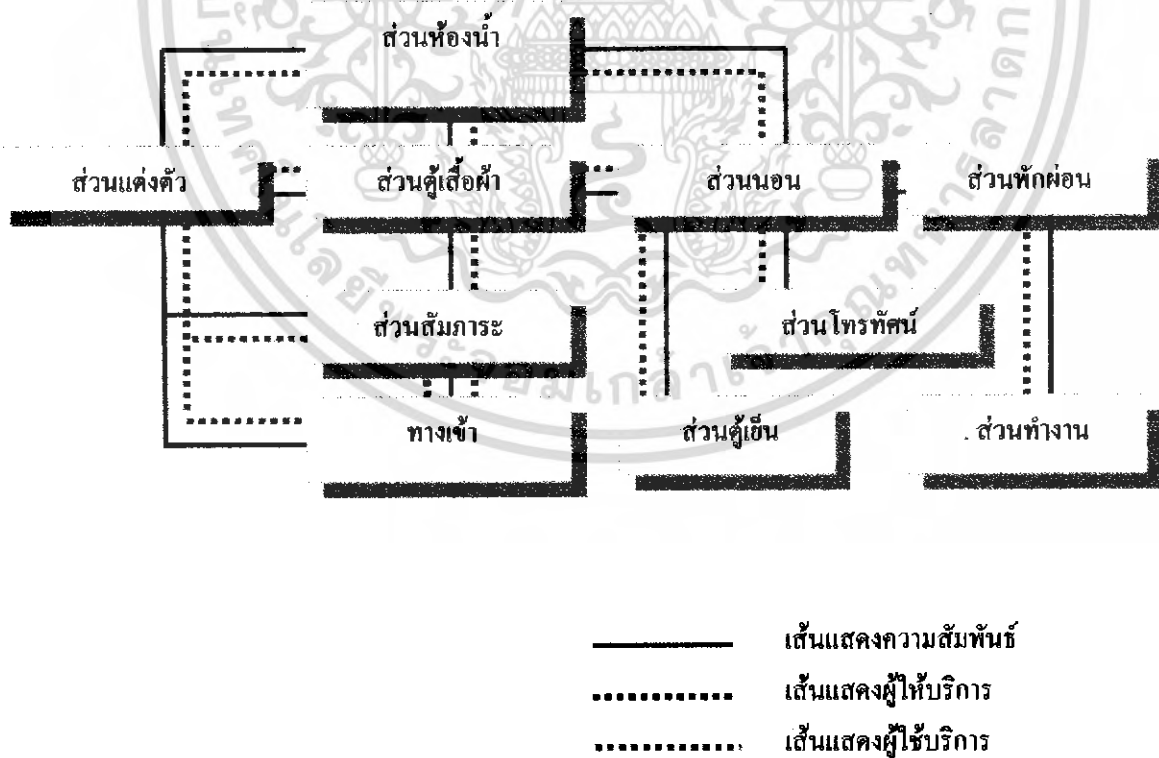 ส่วนห้องน้ำ
ส่วนแต่งตัว ส่วนตู้เสื้อผ้า ส่วนนอน ส่วนพักผ่อน
ส่วนสัมภาระ ส่วนโทรทัศน์
ทางเข้า ส่วนตู้เย็น . ส่วนทำงาน
เส้นแสดงความสัมพันธ์
เส้นแสดงผู้ให้บริการ
เส้นแสดงผู้ใช้บริการ